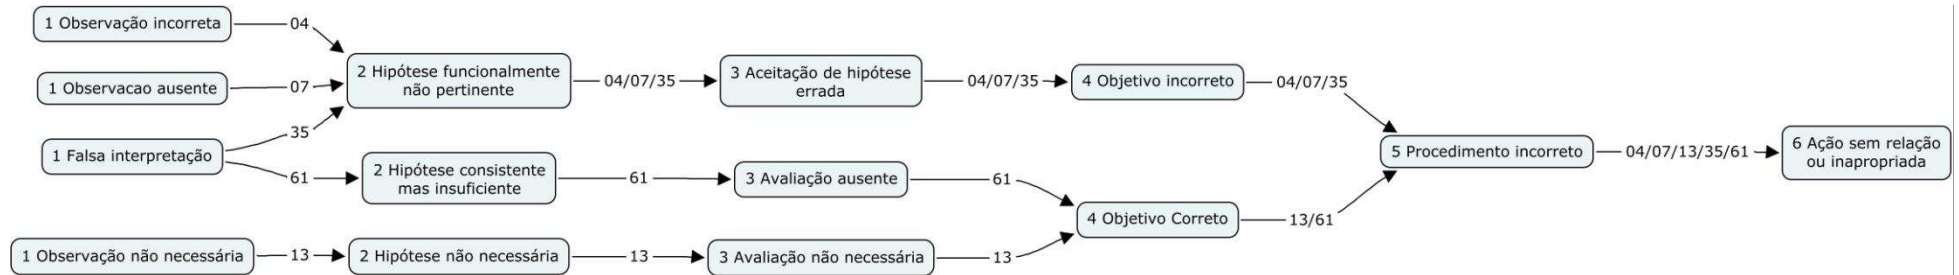 1 Observação incorreta
04
1 Observacao ausente
07
1 Falsa interpretação
35
61
1 Observação não necessária
13
2 Hipótese funcionalmente
não pertinente
04/07/35
2 Hipótese consistente
mas insuficiente
61
2 Hipótese não necessária
13
3 Aceitação de hipótese
errada
04/07/35
3 Avaliação ausente
61
3 Avaliação não necessária
13
4 Objetivo incorreto
04/07/35
4 Objetivo Correto
13/61
5 Procedimento incorreto
04/07/13/35/61
6 Ação sem relação
ou inapropriada